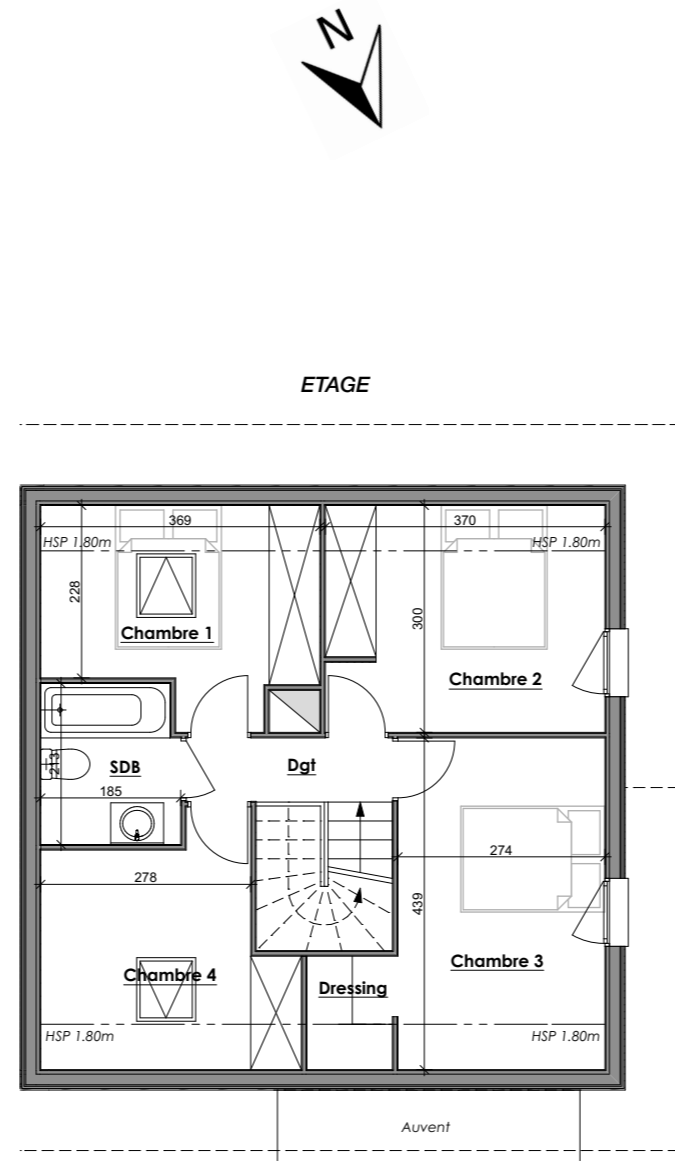 N
ETAGE
369
370
HSP 1.80m
HSP 1.80m
228
300
Chambre 1
Chambre 2
SDB
Dgt
213
185
274
278
439
Chambre 4
Chambre 3
Dressing
HSP 1.80m
HSP 1.80m
Auvent